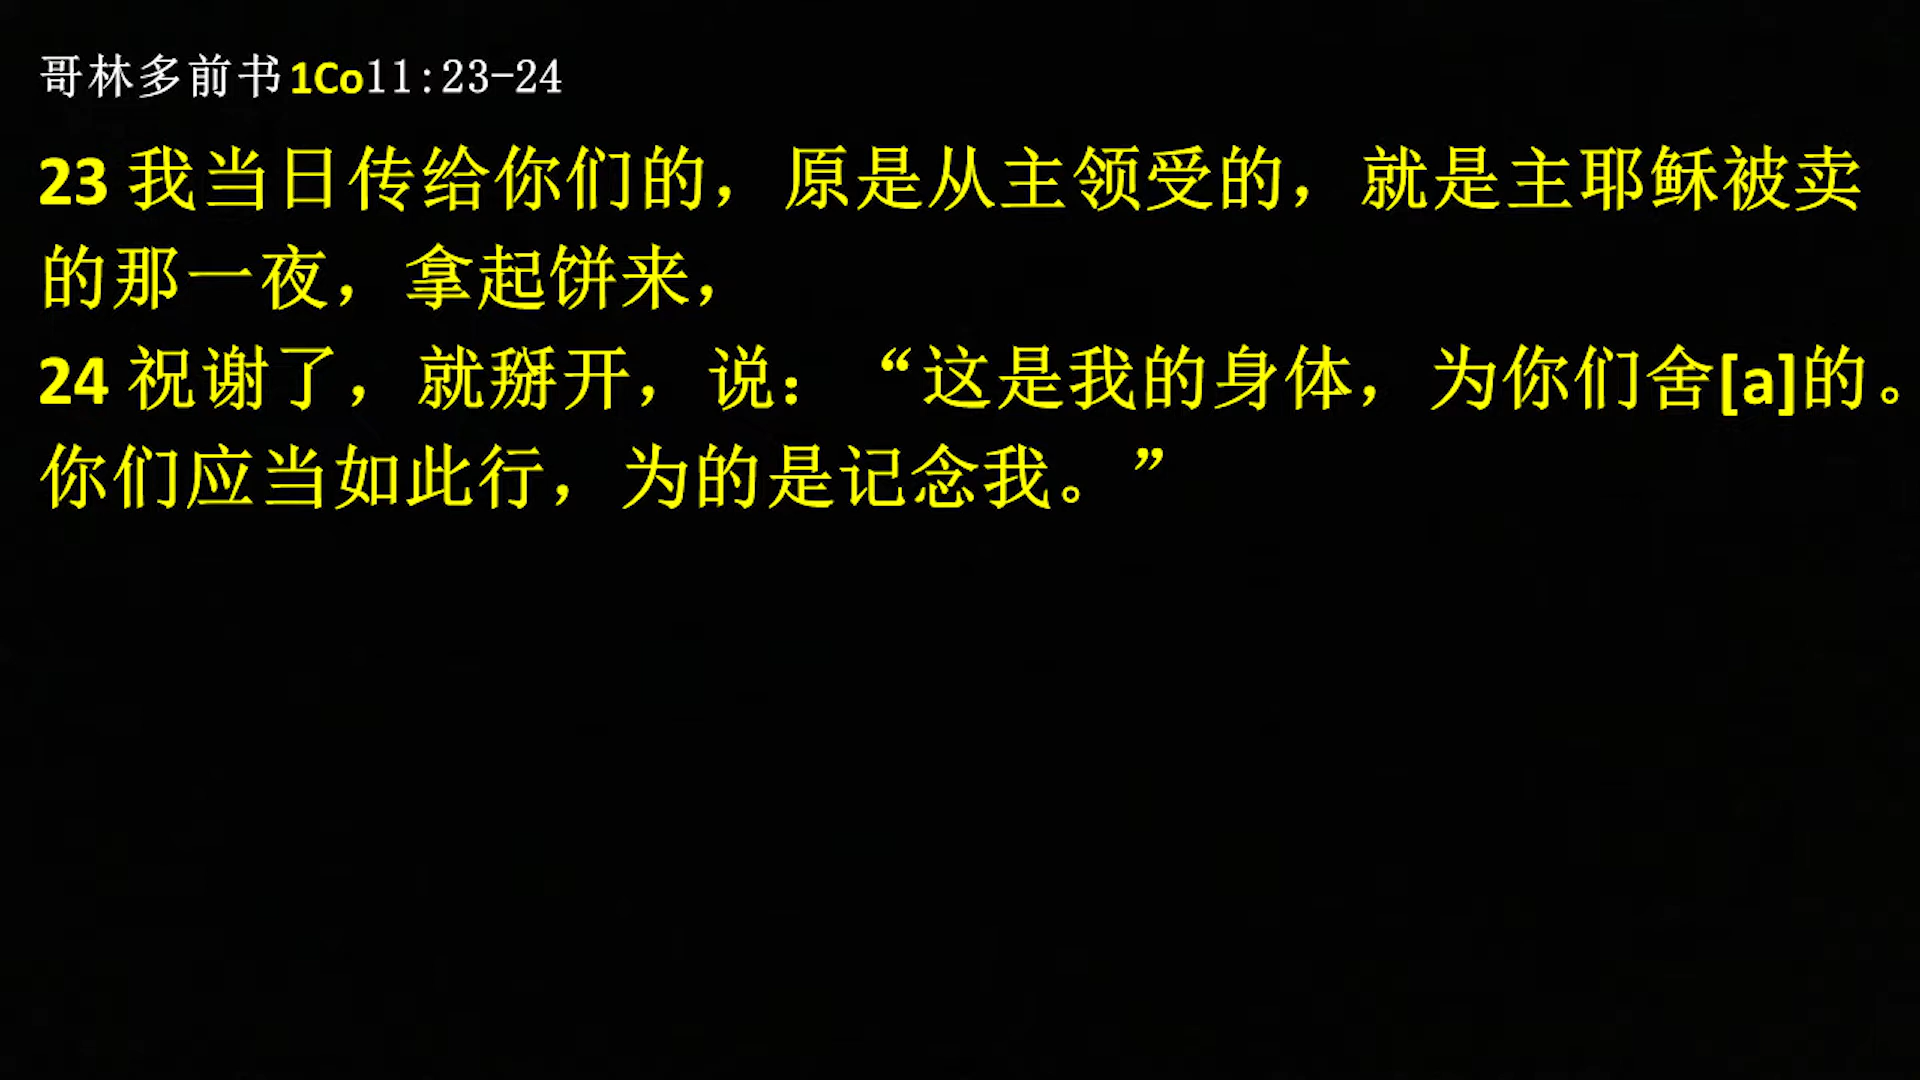 哥林多前书1Co11:23-24
23 我当日传给你们的，原是从主领受的，就是主耶稣被卖
的那一夜，拿起饼来，
24 祝谢了，就掰开，说：“这是我的身体，为你们舍[a]的。
你们应当如此行，为的是记念我。”